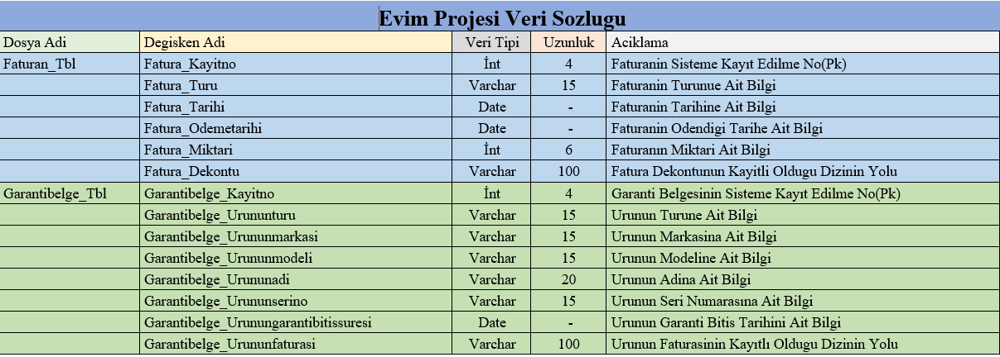 Evim Projesi Veri Sozlugu
Dosya Adi Degisken Adi Veri Tipi Uzunluk Aciklama
Faturan_Tbl Fatura_Kayitno İnt 4 Faturanin Sisteme Kayıt Edilme No(Pk)
Fatura_Turu Varchar 15 Faturanin Turunue Ait Bilgi
Fatura_Tarihi Date - Faturanin Tarihine Ait Bilgi
Fatura_Odemetarihi Date - Faturanin Odendigi Tarihe Ait Bilgi
Fatura_Miktari İnt 6 Faturanın Miktari Ait Bilgi
Fatura_Dekontu Varchar 100 Fatura Dekontunun Kayitli Oldugu Dizinin Yolu
Garantibelge_Tbl Garantibelge_Kayitno İnt 4 Garanti Belgesinin Sisteme Kayıt Edilme No(Pk)
Garantibelge_Urununturu Varchar 15 Urunun Turune Ait Bilgi
Garantibelge_Urununmarkasi Varchar 15 Urunun Markasina Ait Bilgi
Garantibelge_Urununmodeli Varchar 15 Urunun Modeline Ait Bilgi
Garantibelge_Urununadi Varchar 20 Urunun Adina Ait Bilgi
Garantibelge_Urununserino Varchar 15 Urunun Seri Numarasına Ait Bilgi
Garantibelge_Urunungarantibitissuresi Date - Urunun Garanti Bitis Tarihini Ait Bilgi
Garantibelge_Urununfaturasi Varchar 100 Urunun Faturasinin Kayıtlı Oldugu Dizinin Yolu